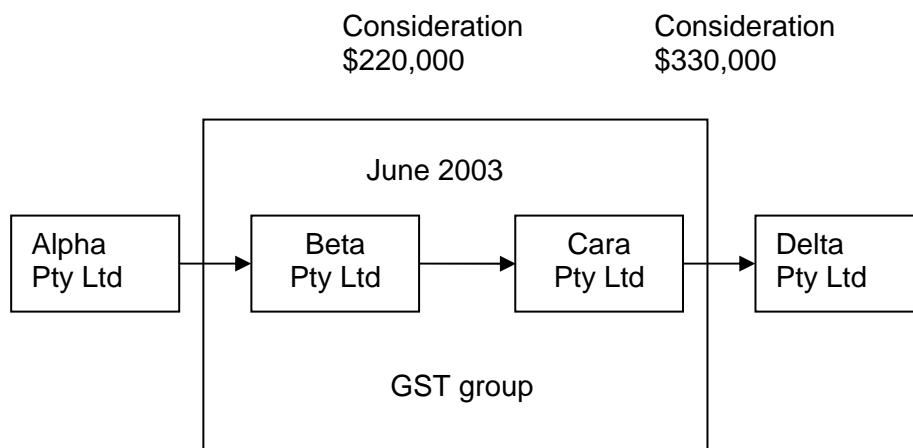 Consideration
$220,000
Consideration
$330,000
June 2003
Alpha
Pty Ltd
Beta
Pty Ltd
Cara
Pty Ltd
Delta
Pty Ltd
GST group